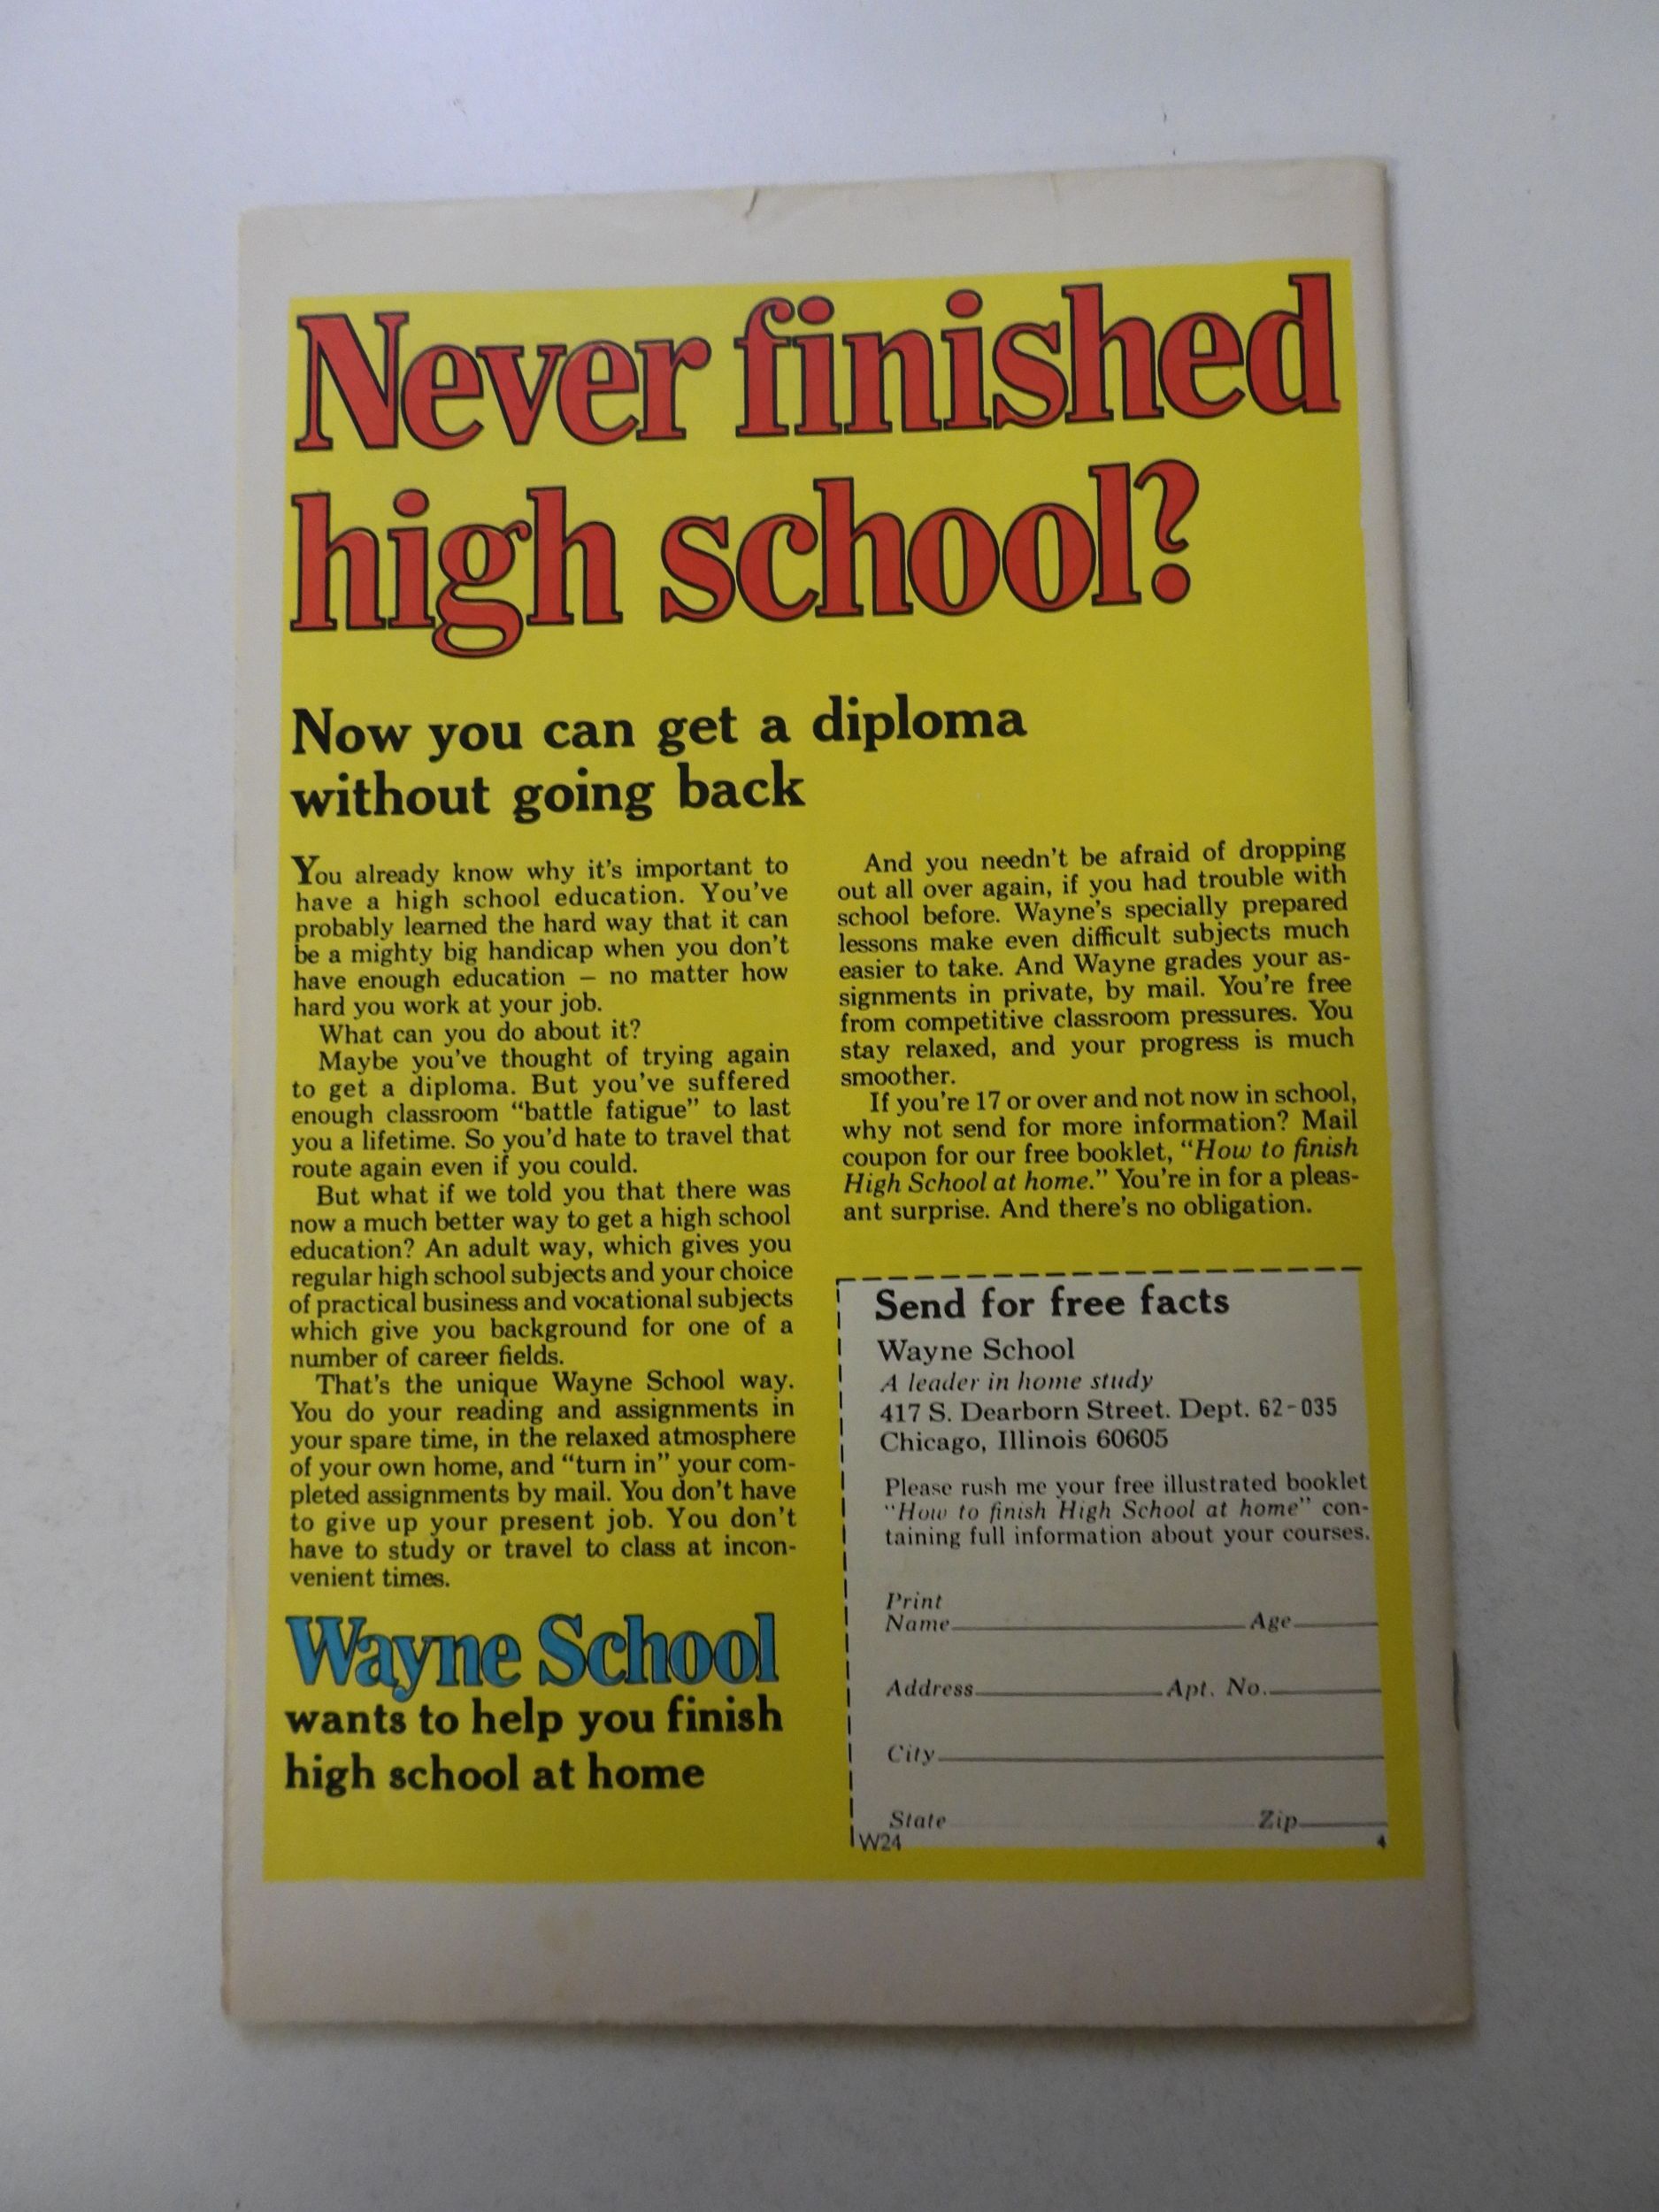 Never finished
high school?
Now you can get a diploma
without going back
You already know why it's important to
have a high school education. You've
probably learned the hard way that it can
be a mighty big handicap when you don't
have enough education – no matter how
hard you work at your job.
What can you do about it?
Maybe you've thought of trying again
to get a diploma. But you've suffered
enough classroom "battle fatigue" to last
you a lifetime. So you'd hate to travel that
route again even if you could.
But what if we told you that there was
now a much better way to get a high school
education? An adult way, which gives you
regular high school subjects and your choice
of practical business and vocational subjects
which give you background for one of a
number of career fields.
That's the unique Wayne School way.
You do your reading and assignments in
your spare time, in the relaxed atmosphere
of your own home, and "turn in" your com-
pleted assignments by mail. You don't have
to give up your present job. You don't
have to study or travel to class at incon-
venient times.
Wayne School
wants to help you finish
high school at home
And you needn't be afraid of dropping
out all over again, if you had trouble with
school before. Wayne's specially prepared
lessons make even difficult subjects much
easier to take. And Wayne grades your as-
signments in private, by mail. You're free
from competitive classroom pressures. You
stay relaxed, and your progress is much
smoother.
If you're 17 or over and not now in school,
why not send for more information? Mail
coupon for our free booklet, "How to finish
High School at home." You're in for a pleas-
ant surprise. And there's no obligation.
Send for free facts
Wayne School
A leader in home study
417 S. Dearborn Street. Dept. 62-035
Chicago, Illinois 60605
Please rush me your free illustrated booklet
"How to finish High School at home" con-
taining full information about your courses.
Print
Name Age
Address Apt. No.
City
State Zip
W24 4